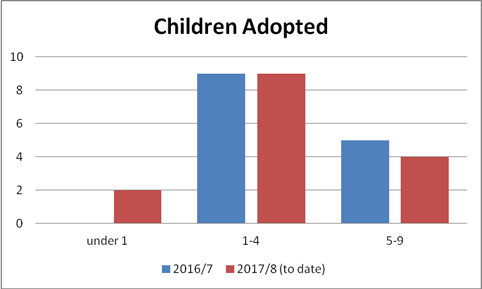 Children Adopted
10
8
6
4
2
0
under 1 1-4 5-9
2016/7 2017/8 (to date)